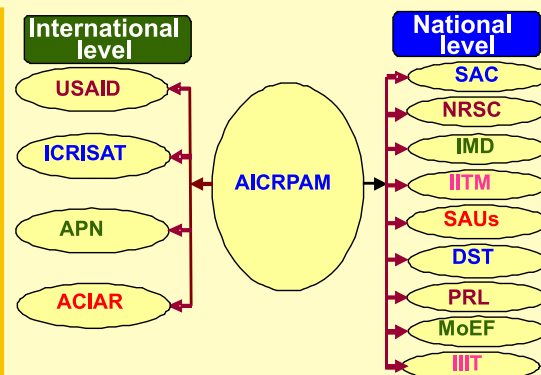 International
level
USAID
ICRISAT
APN
ACIAR
AICRPAM
National
level
SAC
NRSC
IMD
IITM
SAUs
DST
PRL
MoEF
IIIT